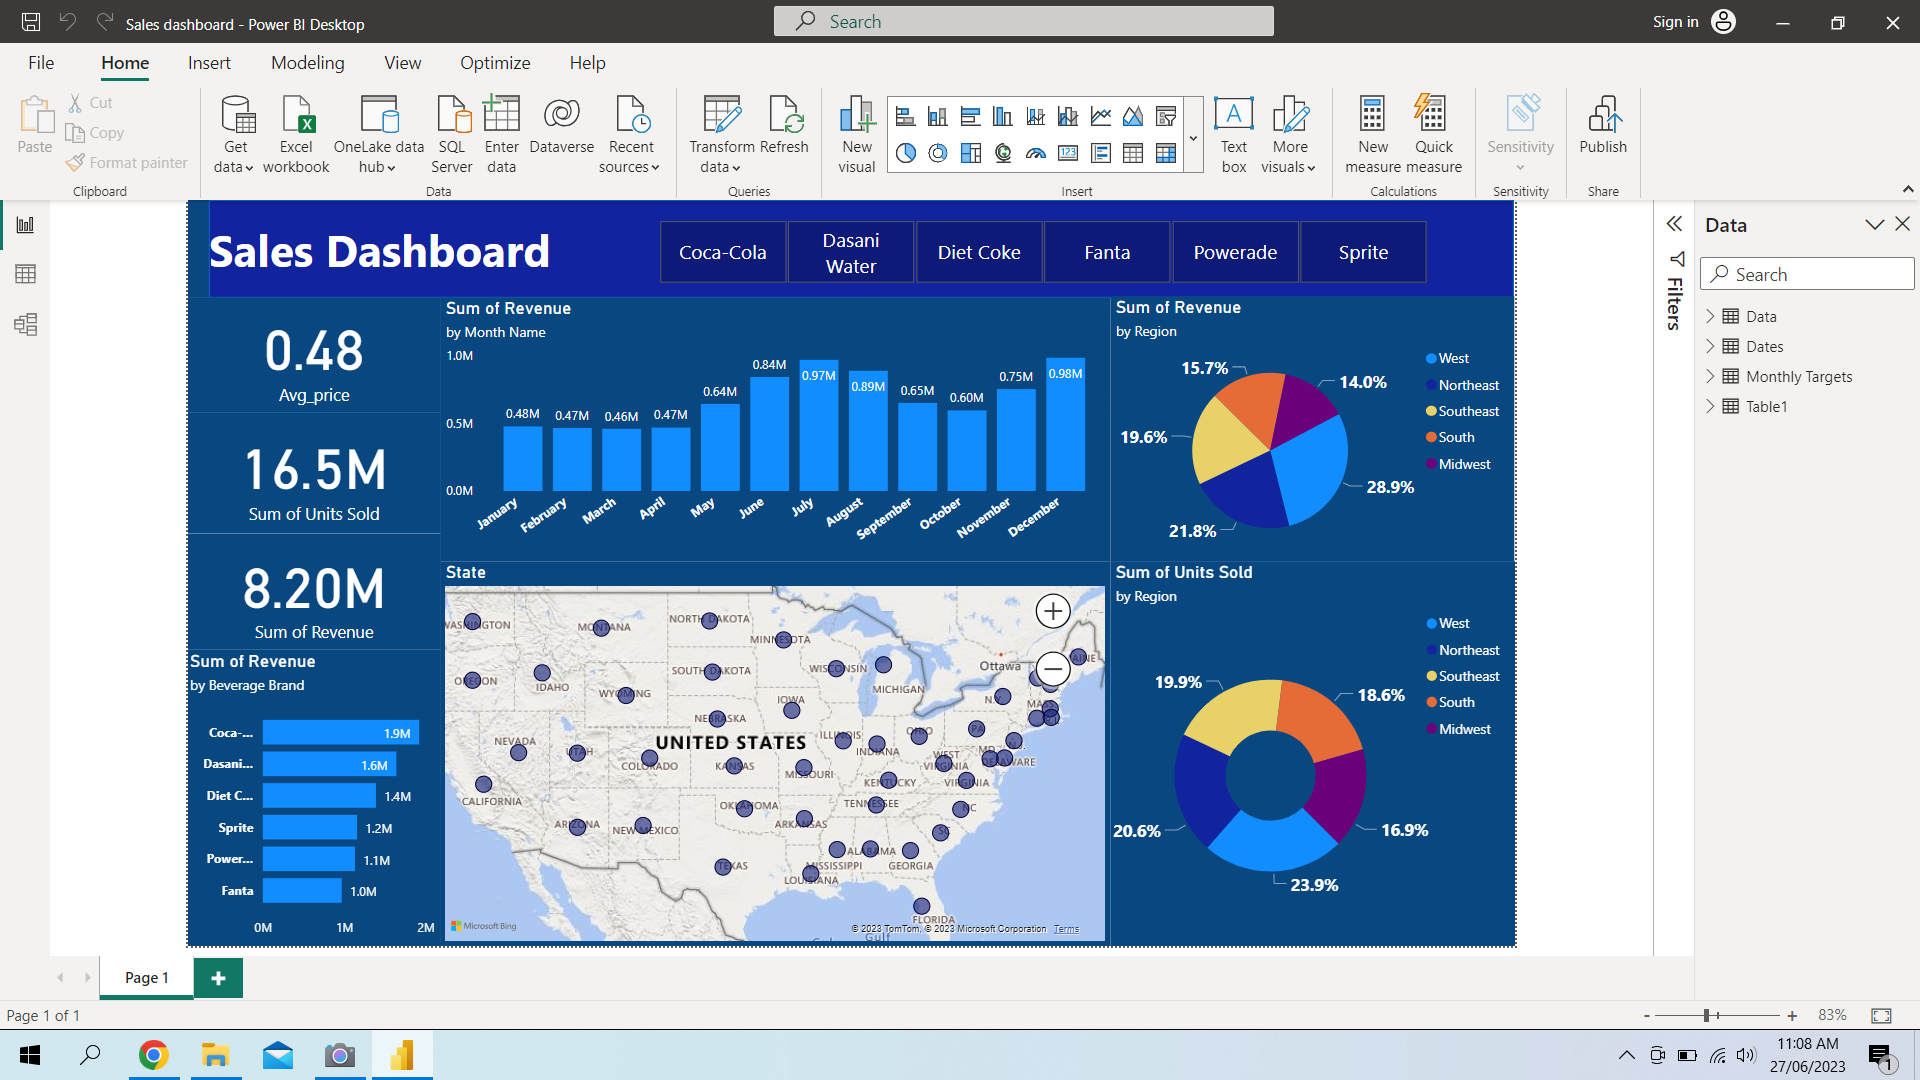 Sales dashboard - Power BI Desktop
Search
Sign in
File
Home
Insert
Modeling
View
Optimize
Help
Paste
Cut
Copy
Format painter
Clipboard
Get data
Excel workbook
OneLake data hub
SQL Server
Enter data
Dataverse
Recent sources
Data
Transform data
Refresh
Queries
New visual
Text box
More visuals
Insert
New measure
Quick measure
Calculations
Sensitivity
Sensitivity
Publish
Share
Sales Dashboard
Coca-Cola
Dasani Water
Diet Coke
Fanta
Powerade
Sprite
0.48
Avg_price
16.5M
Sum of Units Sold
8.20M
Sum of Revenue
Sum of Revenue
by Beverage Brand
Coca-... 1.9M
Dasani... 1.6M
Diet C... 1.4M
Sprite 1.2M
Power... 1.1M
Fanta 1.0M
0M 1M 2M
Sum of Revenue
by Month Name
1.0M
0.5M
0.0M
0.48M 0.47M 0.46M 0.47M 0.64M 0.84M 0.97M 0.89M 0.65M 0.60M 0.75M 0.98M
January February March April May June July August September October November December
State
WASHINGTON
MONTANA
NORTH DAKOTA
MINNESOTA
OREGON
IDAHO
SOUTH DAKOTA
WISCONSIN
Ottawa
MAINE
WYOMING
MICHIGAN
IOWA
N.Y.
MASS
NEBRASKA
NEVADA
UTAH
UNITED STATES
ILLINOIS
INDIANA
OHIO
PA
N.J.
COLORADO
KANSAS
MISSOURI
WEST VIRGINIA
MD
DELAWARE
KENTUCKY
VIRGINIA
CALIFORNIA
OKLAHOMA
TENNESSEE
NC
ARIZONA
NEW MEXICO
ARKANSAS
SC
ALABAMA
MISSISSIPPI
GEORGIA
TEXAS
LOUISIANA
FLORIDA
Gulf
Microsoft Bing
© 2023 TomTom, © 2023 Microsoft Corporation Terms
Sum of Revenue
by Region
15.7%
14.0%
19.6%
28.9%
21.8%
West
Northeast
Southeast
South
Midwest
Sum of Units Sold
by Region
19.9%
18.6%
20.6%
16.9%
23.9%
West
Northeast
Southeast
South
Midwest
Filters
Data
Search
Data
Dates
Monthly Targets
Table1
Page 1
Page 1 of 1
83%
11:08 AM
27/06/2023
1